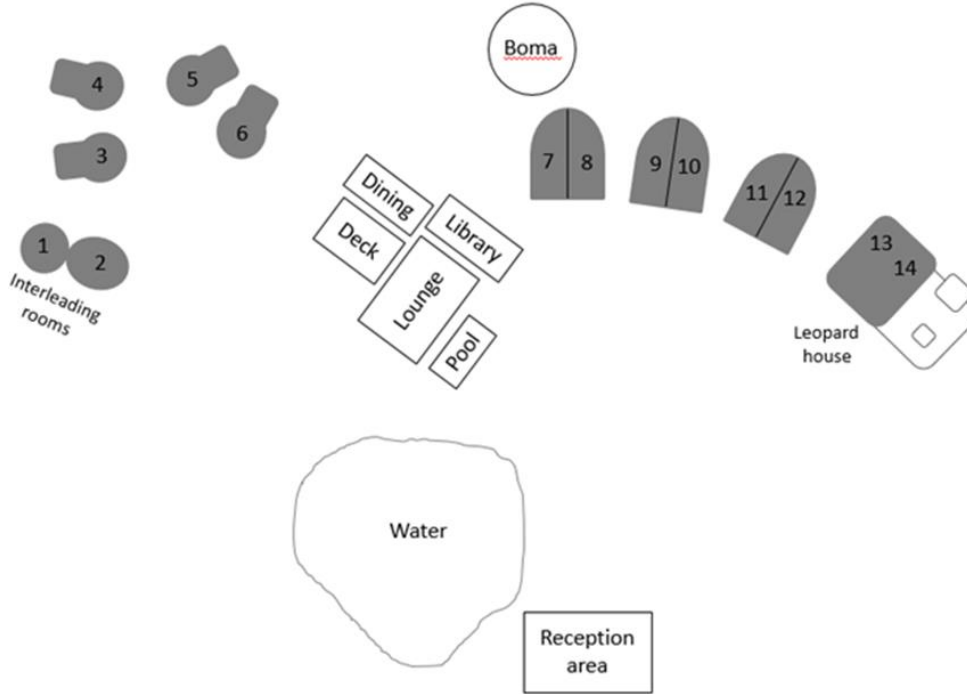 Boma
4
5
6
3
7
8
9
10
11
12
Dining
Library
Deck
1
2
13
14
Interleading
rooms
Lounge
Pool
Leopard
house
Water
Reception
area